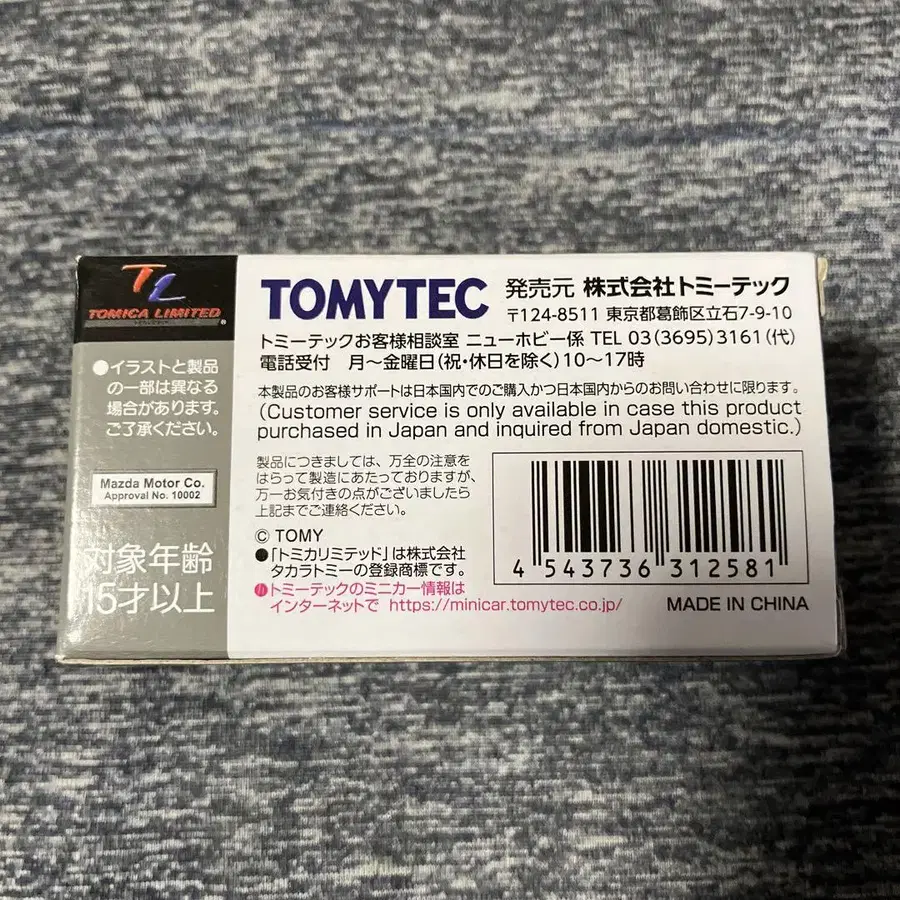 TL
TOMICA LIMITED®
●イラストと製品
の一部は異なる
場合があります。
ご了承ください。
Mazda Motor Co.
Approval No. 10002
対象年齢
15才以上
TOMYTEC 発売元 株式会社トミーテック
〒124-8511 東京都葛飾区立石7-9-10
トミーテックお客様相談室 ニューホビー係 TEL 03(3695)3161(代)
電話受付 月～金曜日(祝・休日を除く)10～17時
本製品のお客様サポートは日本国内でのご購入かつ日本国内からのお問い合わせに限ります。
(Customer service is only available in case this product
purchased in Japan and inquired from Japan domestic.)
製品につきましては、万全の注意を
はらって製造にあたっておりますが、
万一お気付きの点がございましたら
上記までご連絡ください。
© TOMY
●「トミカリミテッド」は株式会社
タカラトミーの登録商標です。
●トミーテックのミニカー情報は
インターネットで https://minicar.tomytec.co.jp/
4 543736 312581
MADE IN CHINA